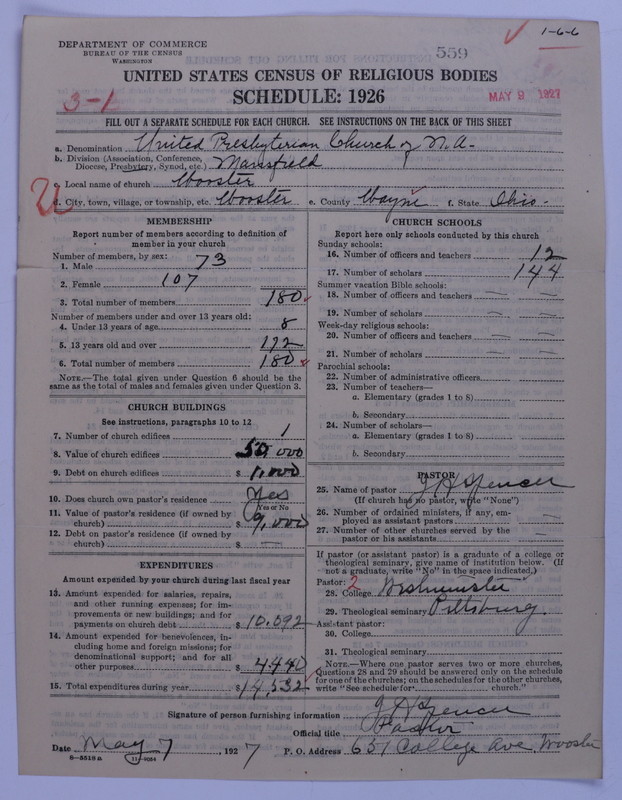 1-6-6
DEPARTMENT OF COMMERCE
BUREAU OF THE CENSUS
WASHINGTON
559
UNITED STATES CENSUS OF RELIGIOUS BODIES
SCHEDULE: 1926
3-1
MAY 9 1927
FILL OUT A SEPARATE SCHEDULE FOR EACH CHURCH. SEE INSTRUCTIONS ON THE BACK OF THIS SHEET
a. Denomination United Presbyterian Church of N. A.
b. Division (Association, Conference,
Diocese, Presbytery, Synod, etc.) Mansfield
c. Local name of church Wooster
d. City, town, village, or township, etc. Wooster e. County Wayne f. State Ohio
MEMBERSHIP
Report number of members according to definition of
member in your church
Number of members, by sex:
1. Male 73
2. Female 107
3. Total number of members 180
Number of members under and over 13 years old:
4. Under 13 years of age 8
5. 13 years old and over 172
6. Total number of members 180
NOTE.—The total given under Question 6 should be the
same as the total of males and females given under Question 3.
CHURCH BUILDINGS
See instructions, paragraphs 10 to 12
7. Number of church edifices 1
8. Value of church edifices $ 50,000
9. Debt on church edifices $ 1,000
10. Does church own pastor's residence Yes
Yes or No
11. Value of pastor's residence (if owned by
church) $ 9,000
12. Debt on pastor's residence (if owned by
church) $ —
EXPENDITURES
Amount expended by your church during last fiscal year
13. Amount expended for salaries, repairs,
and other running expenses; for im-
provements or new buildings; and for
payments on church debt $ 10,092
14. Amount expended for benevolences, in-
cluding home and foreign missions; for
denominational support; and for all
other purposes $ 4440
15. Total expenditures during year $ 14,532
CHURCH SCHOOLS
Report here only schools conducted by this church
Sunday schools:
16. Number of officers and teachers 12
17. Number of scholars 144
Summer vacation Bible schools:
18. Number of officers and teachers — —
19. Number of scholars — —
Week-day religious schools:
20. Number of officers and teachers — —
21. Number of scholars — —
Parochial schools:
22. Number of administrative officers
23. Number of teachers—
a. Elementary (grades 1 to 8)
b. Secondary
24. Number of scholars—
a. Elementary (grades 1 to 8)
b. Secondary
PASTOR
25. Name of pastor J H Spencer
(If church has no pastor, write "None")
26. Number of ordained ministers, if any, em-
ployed as assistant pastors —
27. Number of other churches served by the
pastor or his assistants —
If pastor (or assistant pastor) is a graduate of a college or
theological seminary, give name of institution below. (If
not a graduate, write "No" in the space indicated.)
Pastor: 2
28. College Westminster
29. Theological seminary Pittsburg.
Assistant pastor:
30. College
31. Theological seminary
NOTE.—Where one pastor serves two or more churches,
Questions 28 and 29 should be answered only on the schedule
for one of the churches; on the schedules for the other churches,
write "See schedule for church."
Signature of person furnishing information J H Spencer
Official title Pastor
Date May 7, 1927 P. O. Address 657 College Ave, Wooster
8-5518 a 11-9054